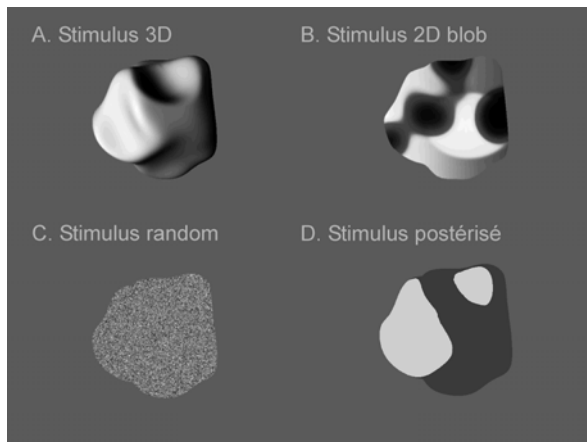 A. Stimulus 3D
B. Stimulus 2D blob
C. Stimulus random
D. Stimulus postérisé